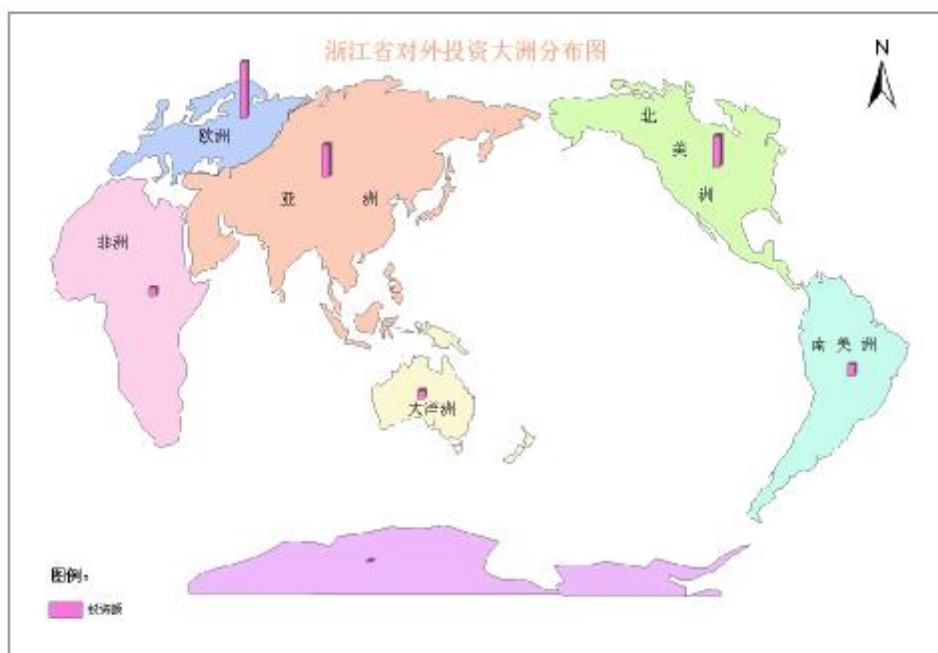 浙江省对外投资大洲分布图
N
欧洲
北
美
洲
亚 洲
非洲
南 美 洲
大洋洲
图例：
投资额